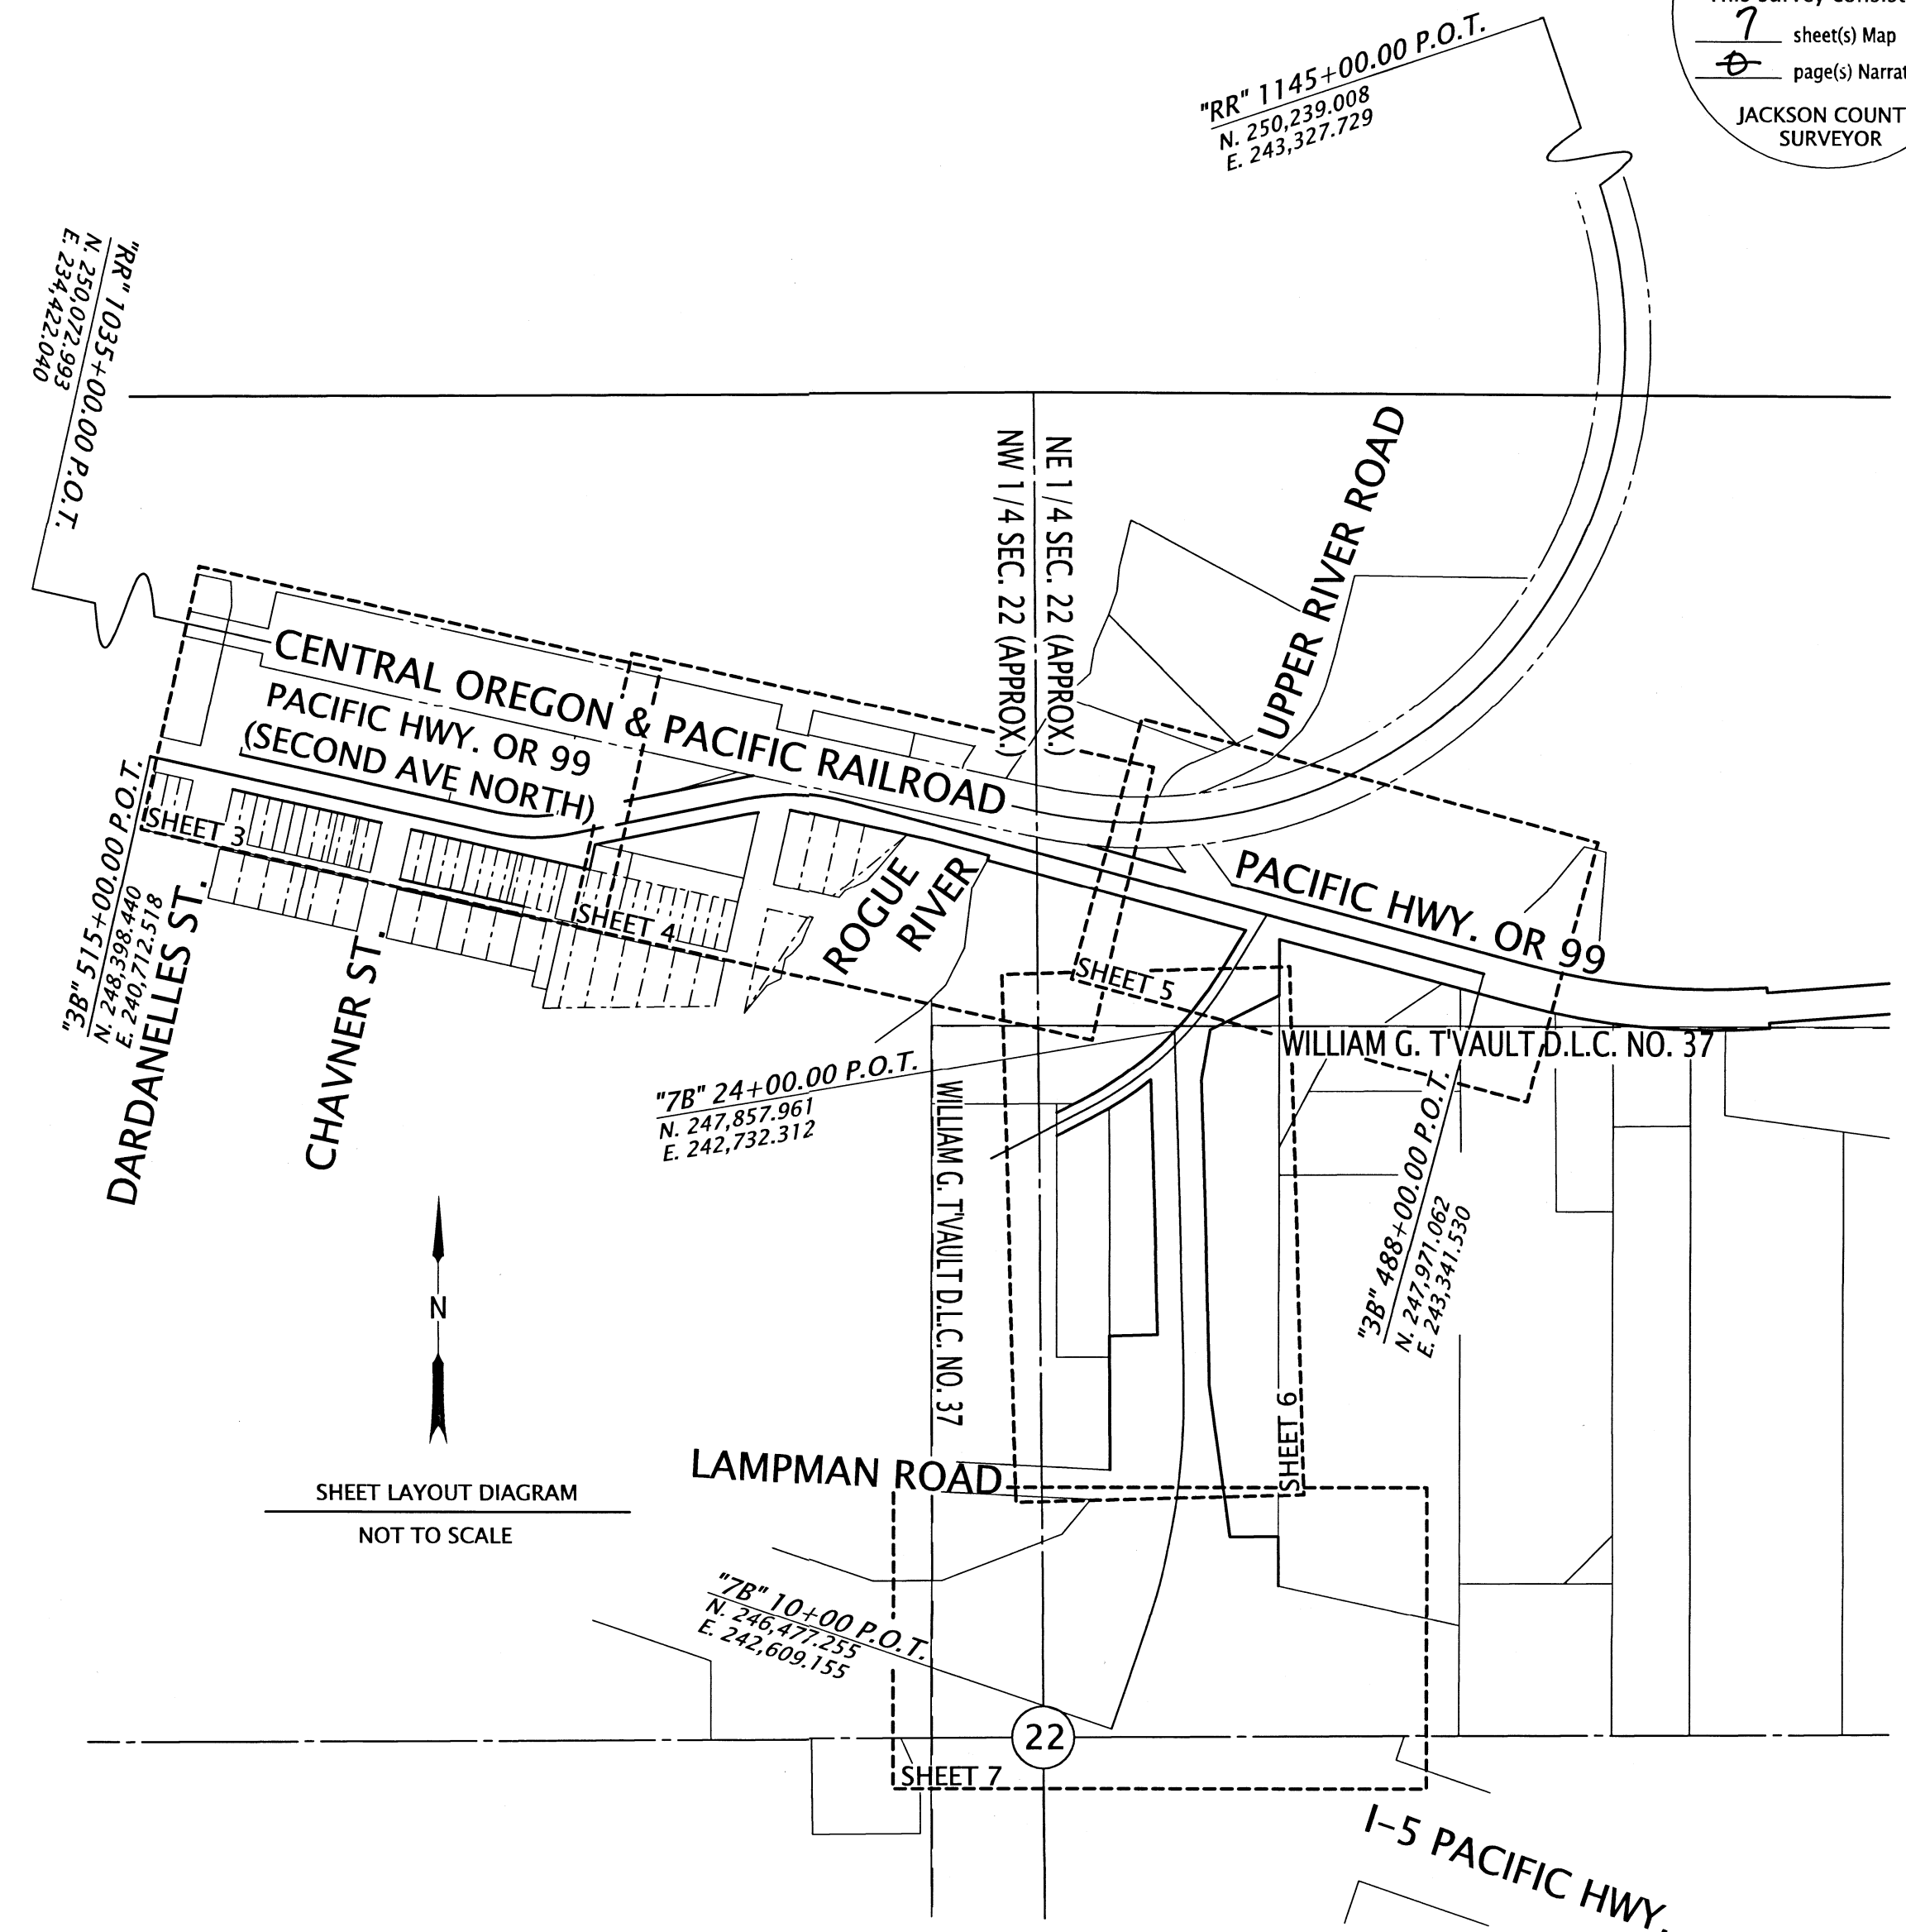 7 sheet(s) Map
0 page(s)
JACKSON
SURVEYOR
"RR" 1145+00.00 P.O.T.
N. 250,239.008
E. 243,327.729
"RR" 1035+00.00 P.O.T.
N. 250,072.993
E. 234,422.040
NW 1/4 SEC. 22 (APPROX.)
NE 1/4 SEC. 22 (APPROX.)
UPPER RIVER ROAD
CENTRAL OREGON & PACIFIC RAILROAD
PACIFIC HWY. OR 99
(SECOND AVE NORTH)
SHEET 3
SHEET 4
ROGUE
RIVER
PACIFIC HWY. OR 99
SHEET 5
"3B" 515+00.00 P.O.T.
N. 248,398.440
E. 240,712.518
DARDANELLES ST.
CHAVNER ST.
WILLIAM G. T'VAULT D.L.C. NO. 37
"7B" 24+00.00 P.O.T.
N. 247,857.961
E. 242,732.312
WILLIAM G. T'VAULT D.L.C. NO. 37
"3B" 488+00.00 P.O.T.
N. 247,971.062
E. 243,341.530
N
SHEET 6
LAMPMAN ROAD
SHEET LAYOUT DIAGRAM
NOT TO SCALE
"7B" 10+00 P.O.T.
N. 246,477.255
E. 242,609.155
22
SHEET 7
I-5 PACIFIC HWY.